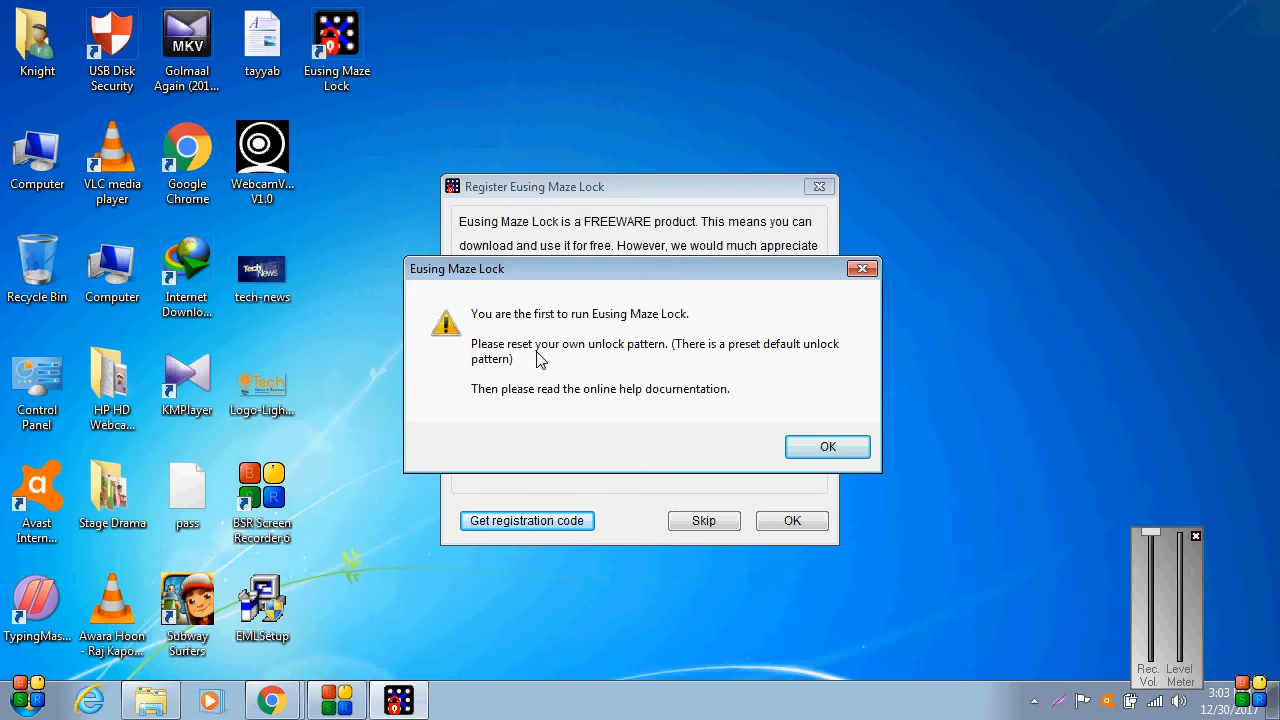 Knight
USB Disk
Security
MKV
Golmaal
Again (201...
tayyab
Eusing Maze
Lock
Computer
VLC media
player
Google
Chrome
WebcamV...
V1.0
Recycle Bin
Computer
Internet
Downlo...
Tech
News
tech-news
Control
Panel
HP HD
Webca...
KMPlayer
Tech
Logo-Ligh...
Avast
Intern...
Stage Drama
pass
B
S
R
BSR Screen
Recorder 6
TypingMas...
Awara Hoon
- Raj Kapo...
Subway
Surfers
EMLSetup
Register Eusing Maze Lock
Eusing Maze Lock is a FREEWARE product. This means you can
download and use it for free. However, we would much appreciate
Eusing Maze Lock
You are the first to run Eusing Maze Lock.
Please reset your own unlock pattern. (There is a preset default unlock
pattern)
Then please read the online help documentation.
OK
Get registration code
Skip
OK
Rec. Level
Vol. Meter
3:03
12/30/2017